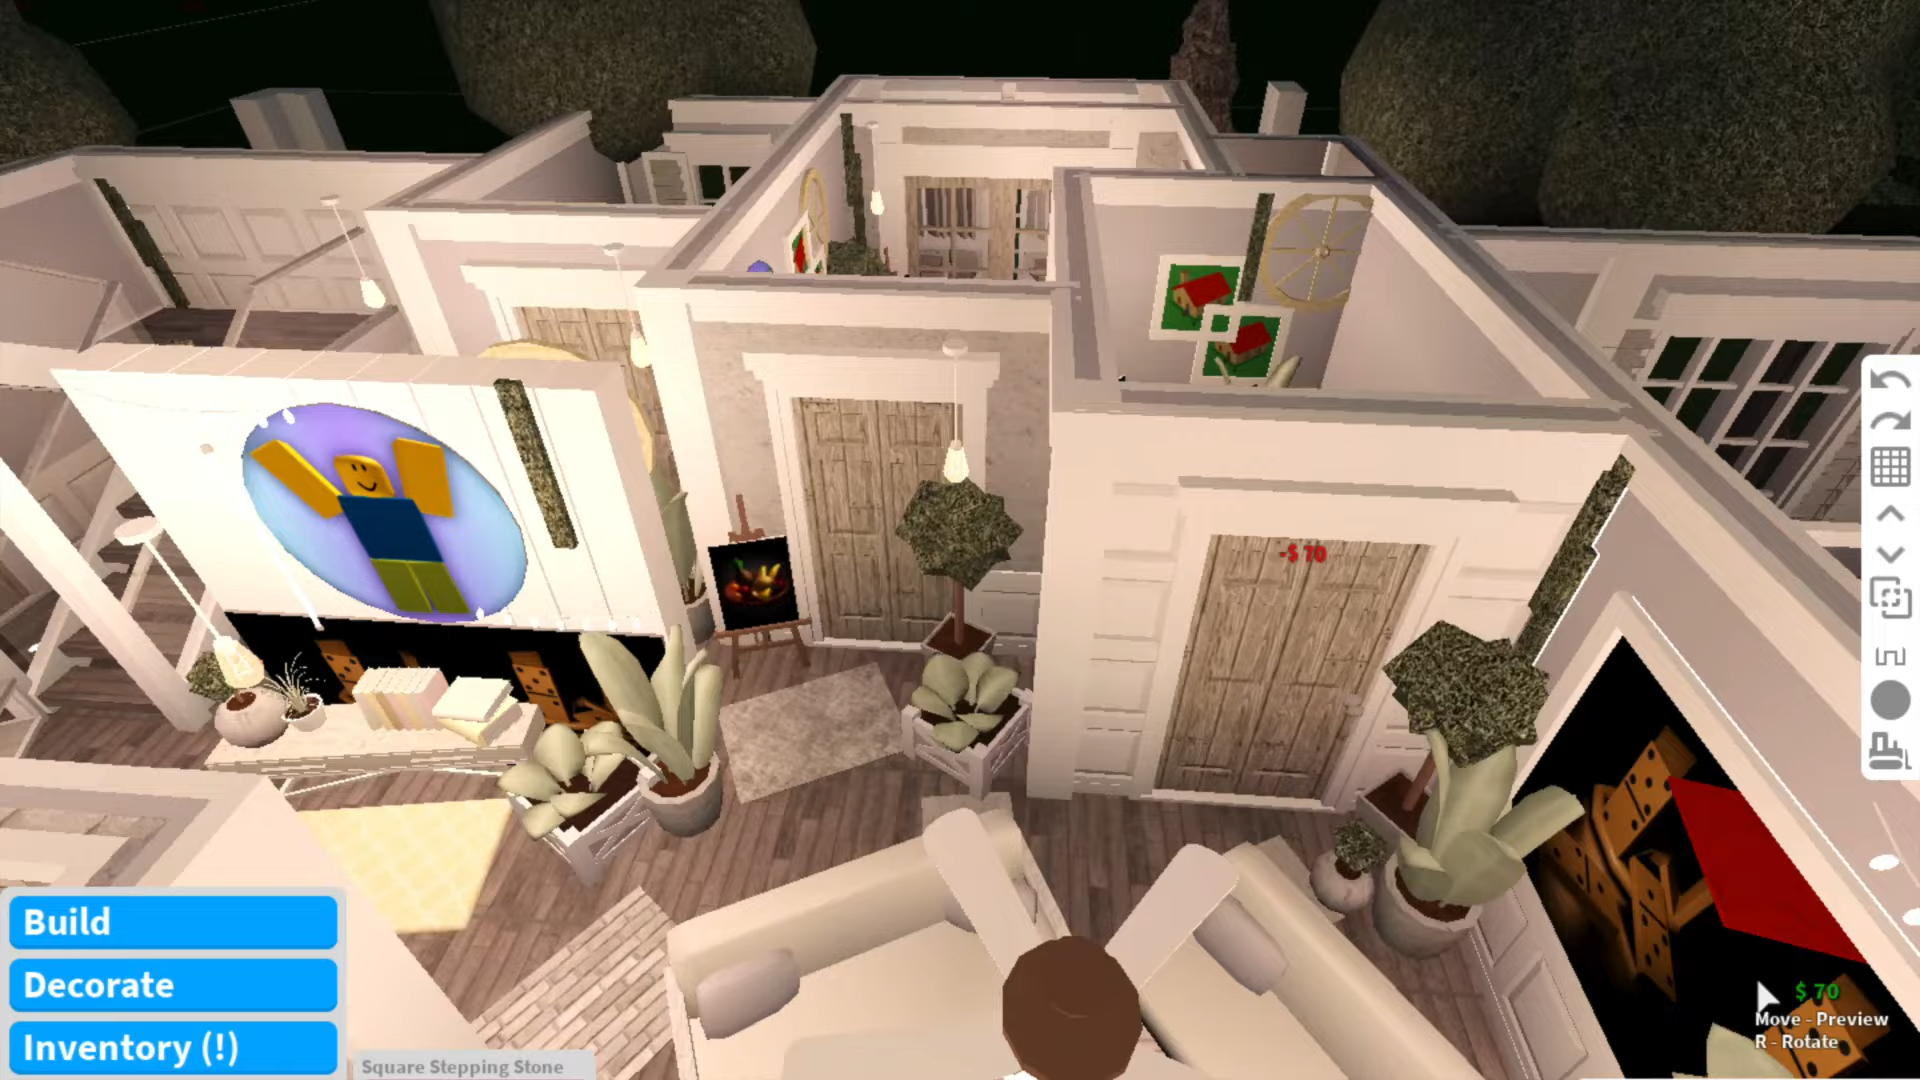 -$ 70
Build
Decorate
Inventory (!)
Square Stepping Stone
$ 70
Move - Preview
R - Rotate